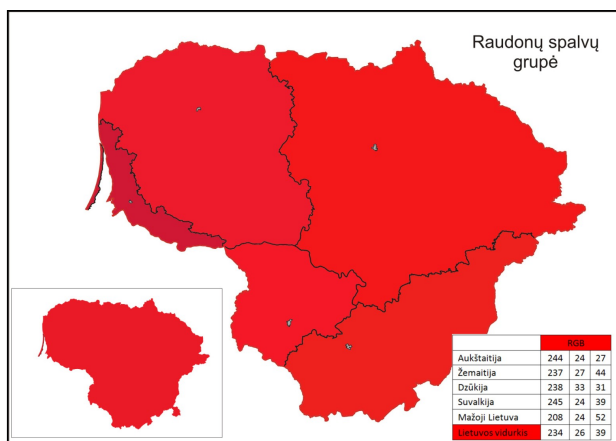 Raudonų spalvų
grupė
RGB
Aukštaitija 244 24 27
Žemaitija 237 27 44
Dzūkija 238 33 31
Suvalkija 245 24 39
Mažoji Lietuva 208 24 52
Lietuvos vidurkis 234 26 39